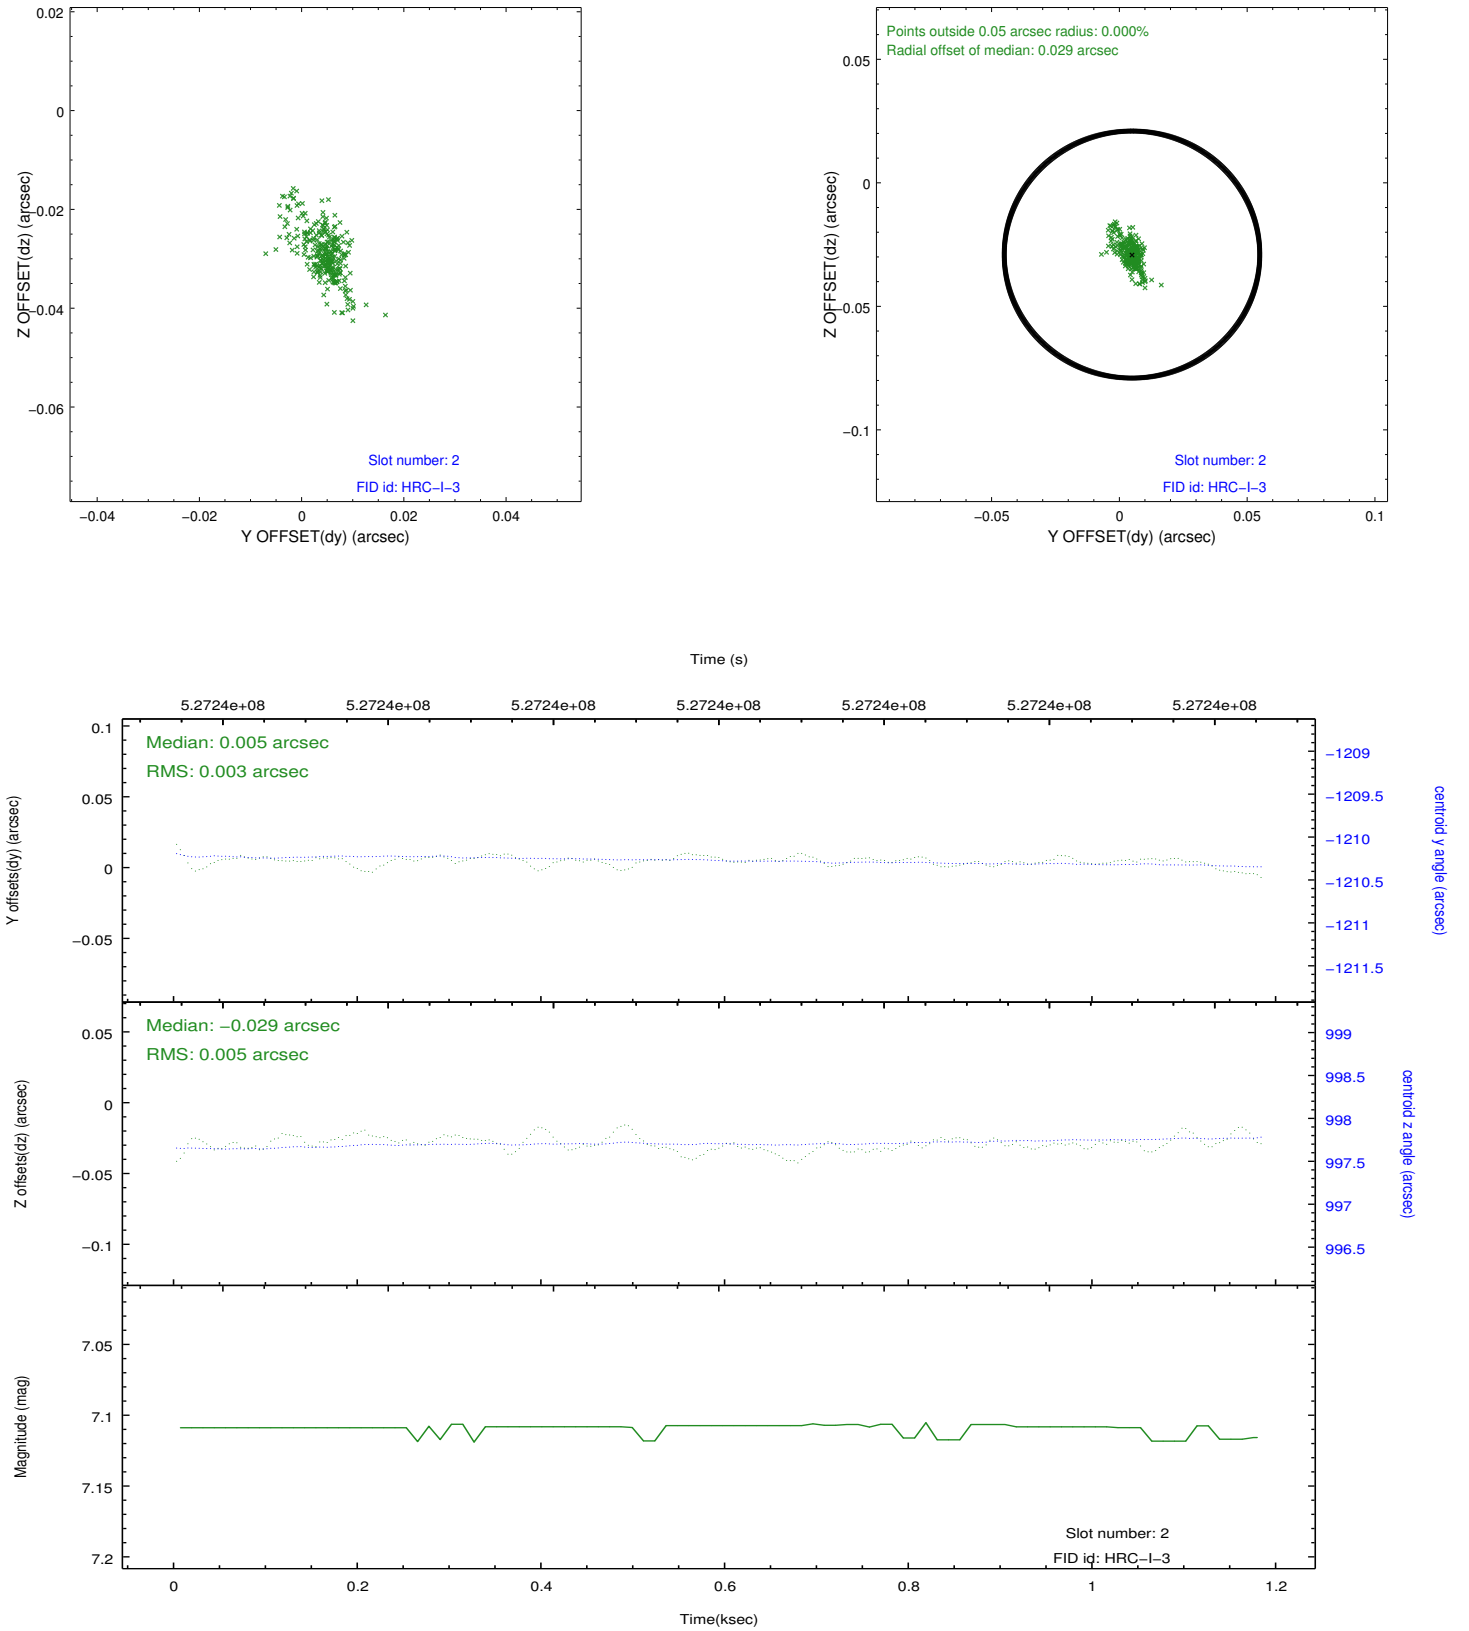 0.02
0
−0.02
−0.04
−0.06
Z OFFSET(dz) (arcsec)
Slot number: 2
FID id: HRC−I−3
−0.04
−0.02
0
0.02
0.04
Y OFFSET(dy) (arcsec)
Points outside 0.05 arcsec radius: 0.000%
Radial offset of median: 0.029 arcsec
0.05
0
−0.05
−0.1
Z OFFSET(dz) (arcsec)
Slot number: 2
FID id: HRC−I−3
−0.05
0
0.05
0.1
Y OFFSET(dy) (arcsec)
Time (s)
5.2724e+08
5.2724e+08
5.2724e+08
5.2724e+08
5.2724e+08
5.2724e+08
5.2724e+08
Median: 0.005 arcsec
RMS: 0.003 arcsec
0.1
0.05
0
−0.05
Y offsets(dy) (arcsec)
−1209
−1209.5
−1210
−1210.5
−1211
−1211.5
centroid y angle (arcsec)
Median: −0.029 arcsec
RMS: 0.005 arcsec
0.05
0
−0.05
−0.1
Z offsets(dz) (arcsec)
999
998.5
998
997.5
997
996.5
centroid z angle (arcsec)
7.05
7.1
7.15
7.2
Magnitude (mag)
Slot number: 2
FID id: HRC−I−3
0
0.2
0.4
0.6
0.8
1
1.2
Time(ksec)